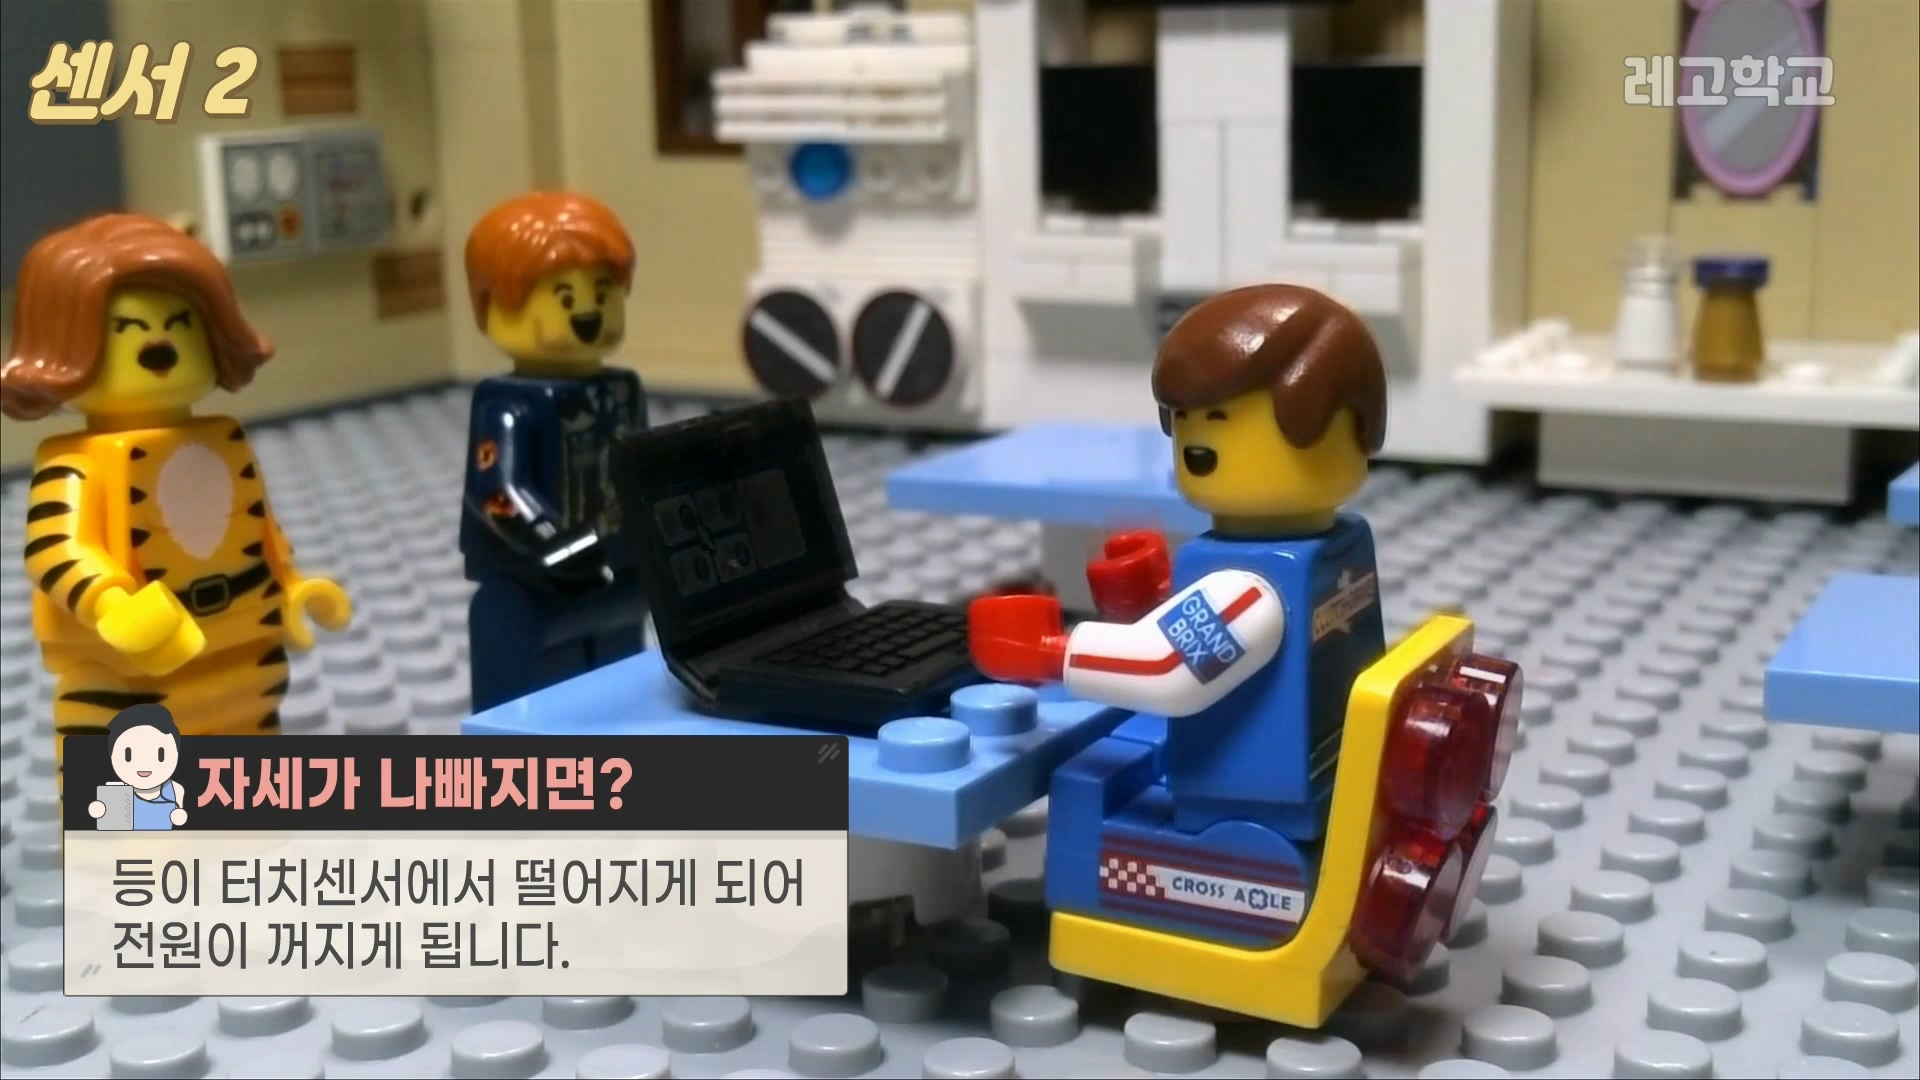 센서 2
레고학교
GRAND
BRIX
자세가 나빠지면?
등이 터치센서에서 떨어지게 되어
전원이 꺼지게 됩니다.
CROSS AXLE